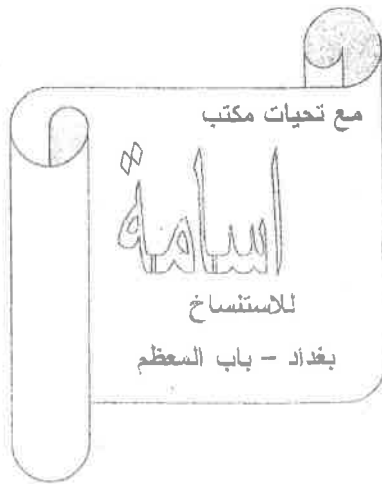 مع تحيات مكتب
اسامة
للاستنساخ
بغداد - باب المعظم